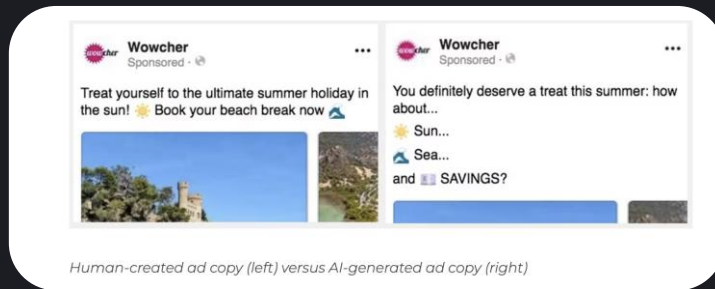 Wowcher
Sponsored ·
Treat yourself to the ultimate summer holiday in
the sun! ☀️ Book your beach break now 🌊
Wowcher
Sponsored ·
You definitely deserve a treat this summer: how
about...
☀️ Sun...
🌊 Sea...
and 💷 SAVINGS?
Human-created ad copy (left) versus AI-generated ad copy (right)